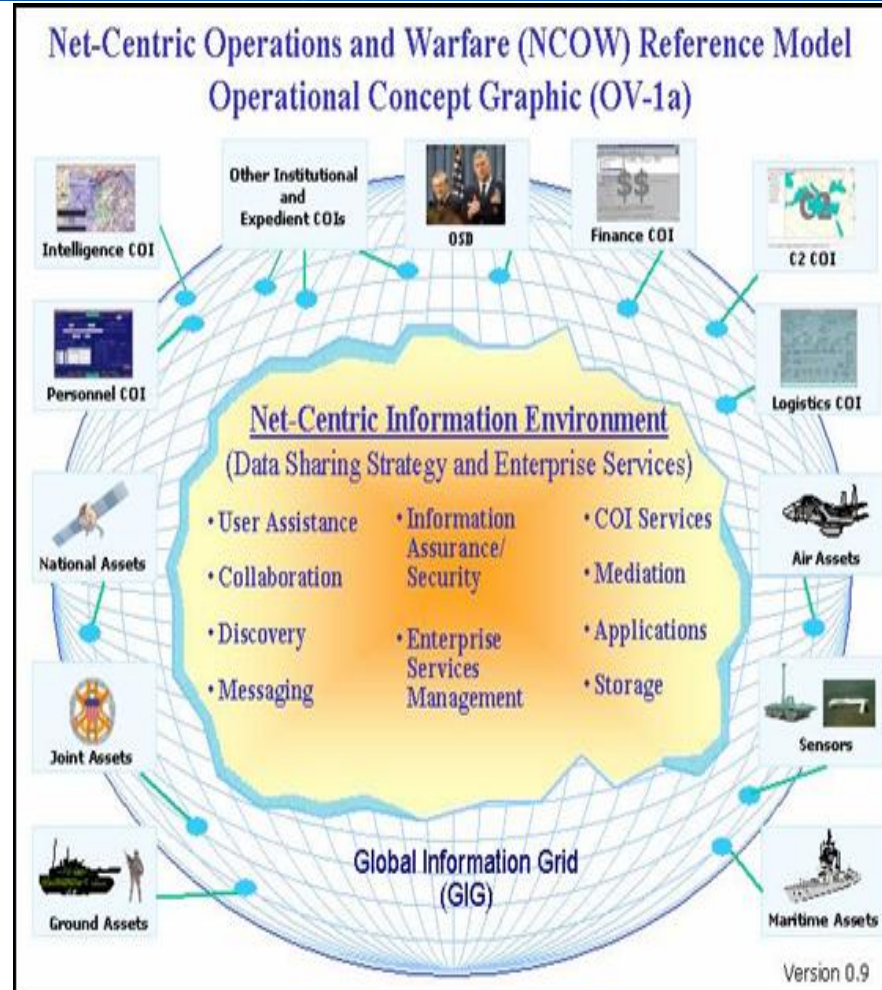 Net-Centric Operations and Warfare (NCOW) Reference Model
Operational Concept Graphic (OV-1a)
Intelligence COI
Other Institutional
and
Expedient COIs
OSD
$$
Finance COI
C2
C2 COI
Personnel COI
Logistics COI
Net-Centric Information Environment
(Data Sharing Strategy and Enterprise Services)
• User Assistance
• Collaboration
• Discovery
• Messaging
• Information
Assurance/
Security
• Enterprise
Services
Management
• COI Services
• Mediation
• Applications
• Storage
National Assets
Air Assets
Joint Assets
Sensors
Ground Assets
Maritime Assets
Global Information Grid
(GIG)
Version 0.9